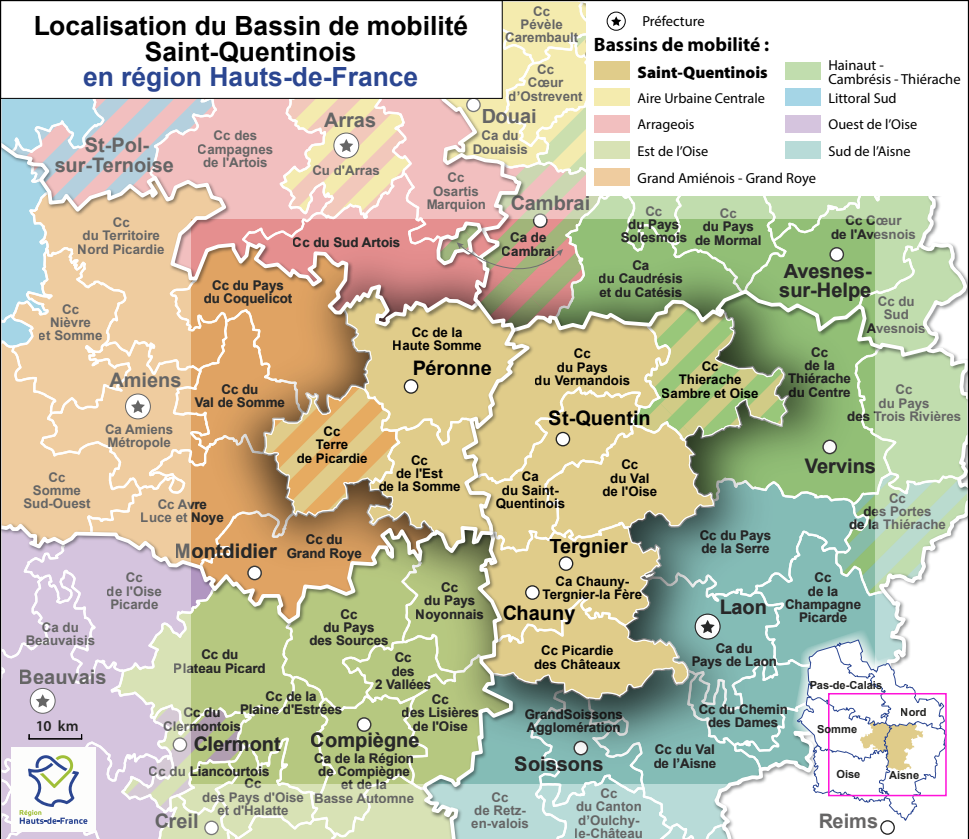 Localisation du Bassin de mobilité
Saint-Quentinois
en région Hauts-de-France
Préfecture
Bassins de mobilité :
Saint-Quentinois
Aire Urbaine Centrale
Arrageois
Est de l'Oise
Grand Amiénois - Grand Roye
Hainaut -
Cambrésis - Thiérache
Littoral Sud
Ouest de l'Oise
Sud de l'Aisne
Cc
Pévèle
Carembault
Cc
Cœur
d'Ostrevent
Douai
Ca du
Douaisis
Arras
Cu d'Arras
Cc des
Campagnes
de l'Artois
St-Pol-
sur-Ternoise
Cc
Osartis
Marquion
Cambrai
Ca de
Cambrai
Cc
du Territoire
Nord Picardie
Cc du Sud Artois
Cc
du Pays
Solesmois
Cc
du Pays
de Mormal
Cc Cœur
de l'Avesnois
Avesnes-
sur-Helpe
Ca
du Caudrésis
et du Catésis
Cc du
Sud
Avesnois
Cc du Pays
du Coquelicot
Cc
Nièvre
et Somme
Cc de la
Haute Somme
Péronne
Cc
du Pays
du Vermandois
Cc
Thierache
Sambre et Oise
Cc
de la
Thiérache
du Centre
Cc
du Pays
des Trois Rivières
Amiens
Ca Amiens
Métropole
Cc du
Val de Somme
St-Quentin
Cc
Terre
de Picardie
Vervins
Cc
Somme
Sud-Ouest
Cc Avre
Luce et Noye
Cc
de l'Est
de la Somme
Ca
du Saint-
Quentinois
Cc
du Val
de l'Oise
Cc
des Portes
de la Thiérache
Montdidier
Cc du
Grand Roye
Tergnier
Ca Chauny-
Tergnier-la Fère
Chauny
Cc du Pays
de la Serre
Cc
de l'Oise
Picarde
Cc
du Pays
Noyonnais
Laon
Cc
de la
Champagne
Picarde
Ca du
Beauvaisis
Cc
du Pays
des Sources
Cc Picardie
des Châteaux
Ca du
Pays de Laon
Beauvais
Cc du
Plateau Picard
Cc
des
2 Vallées
10 km
Cc du
Clermontois
Clermont
Cc de la
Plaine d'Estrées
Compiègne
Ca de la Région
de Compiègne
et de la
Basse Automne
Cc
des Lisières
de l'Oise
GrandSoissons
Agglomération
Soissons
Cc du Chemin
des Dames
Cc du Val
de l'Aisne
Cc du Liancourtois
Cc
des Pays d'Oise
et d'Halatte
Creil
Cc
de Retz-
en-valois
Cc
du Canton
d'Oulchy-
le-Château
Reims
Pas-de-Calais
Nord
Somme
Oise
Aisne
Région
Hauts-de-France